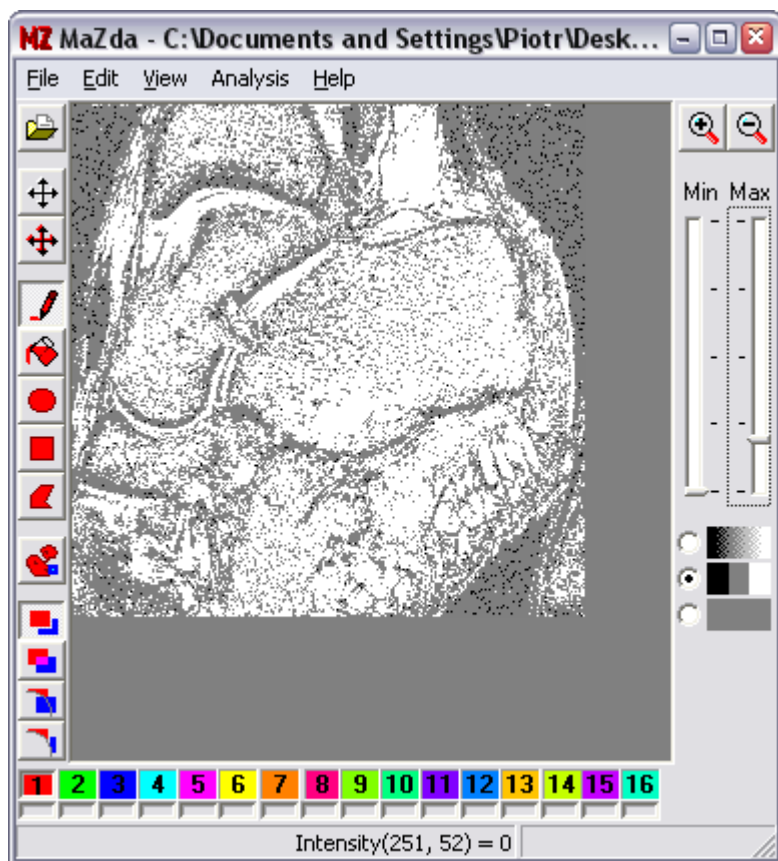 MZ MaZda - C:\Documents and Settings\Piotr\Desk...
File Edit View Analysis Help
Min Max
1 2 3 4 5 6 7 8 9 10 11 12 13 14 15 16
Intensity(251, 52) = 0